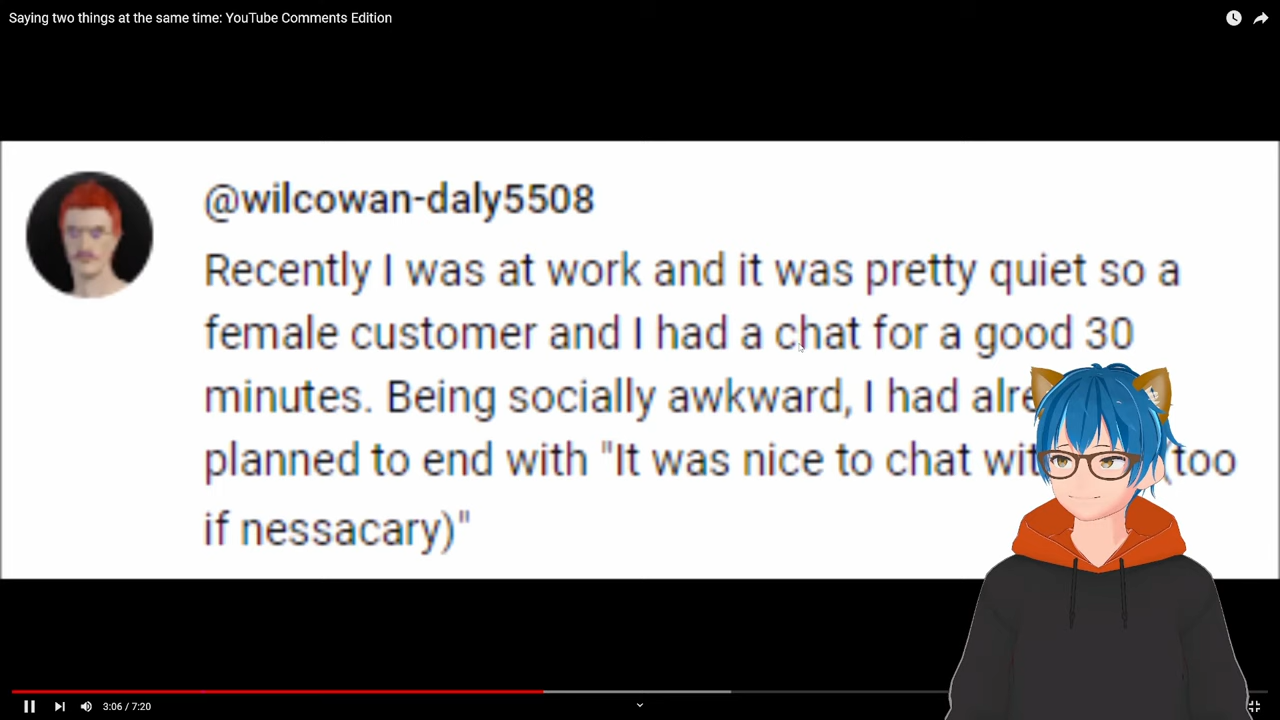 Saying two things at the same time: YouTube Comments Edition
@wilcowan-daly5508
Recently I was at work and it was pretty quiet so a
female customer and I had a chat for a good 30
minutes. Being socially awkward, I had
planned to end with "It was nice to chat (too
if nessacary)"
3:06 / 7:20